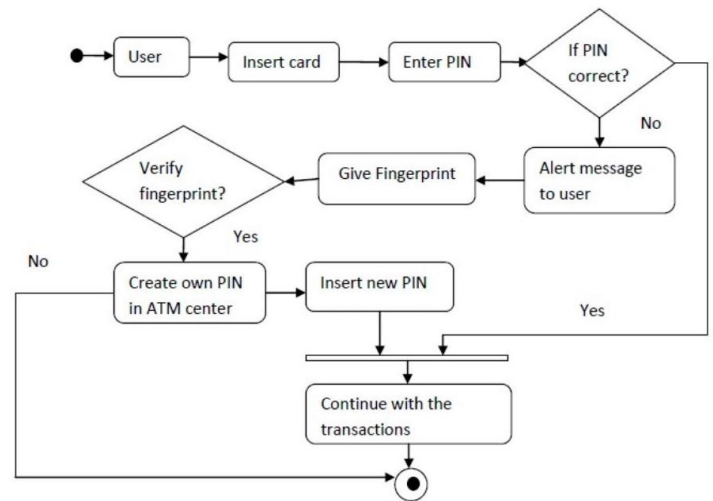 User
Insert card
Enter PIN
If PIN
correct?
No
Alert message
to user
Give Fingerprint
Verify
fingerprint?
Yes
No
Create own PIN
in ATM center
Insert new PIN
Yes
Continue with the
transactions